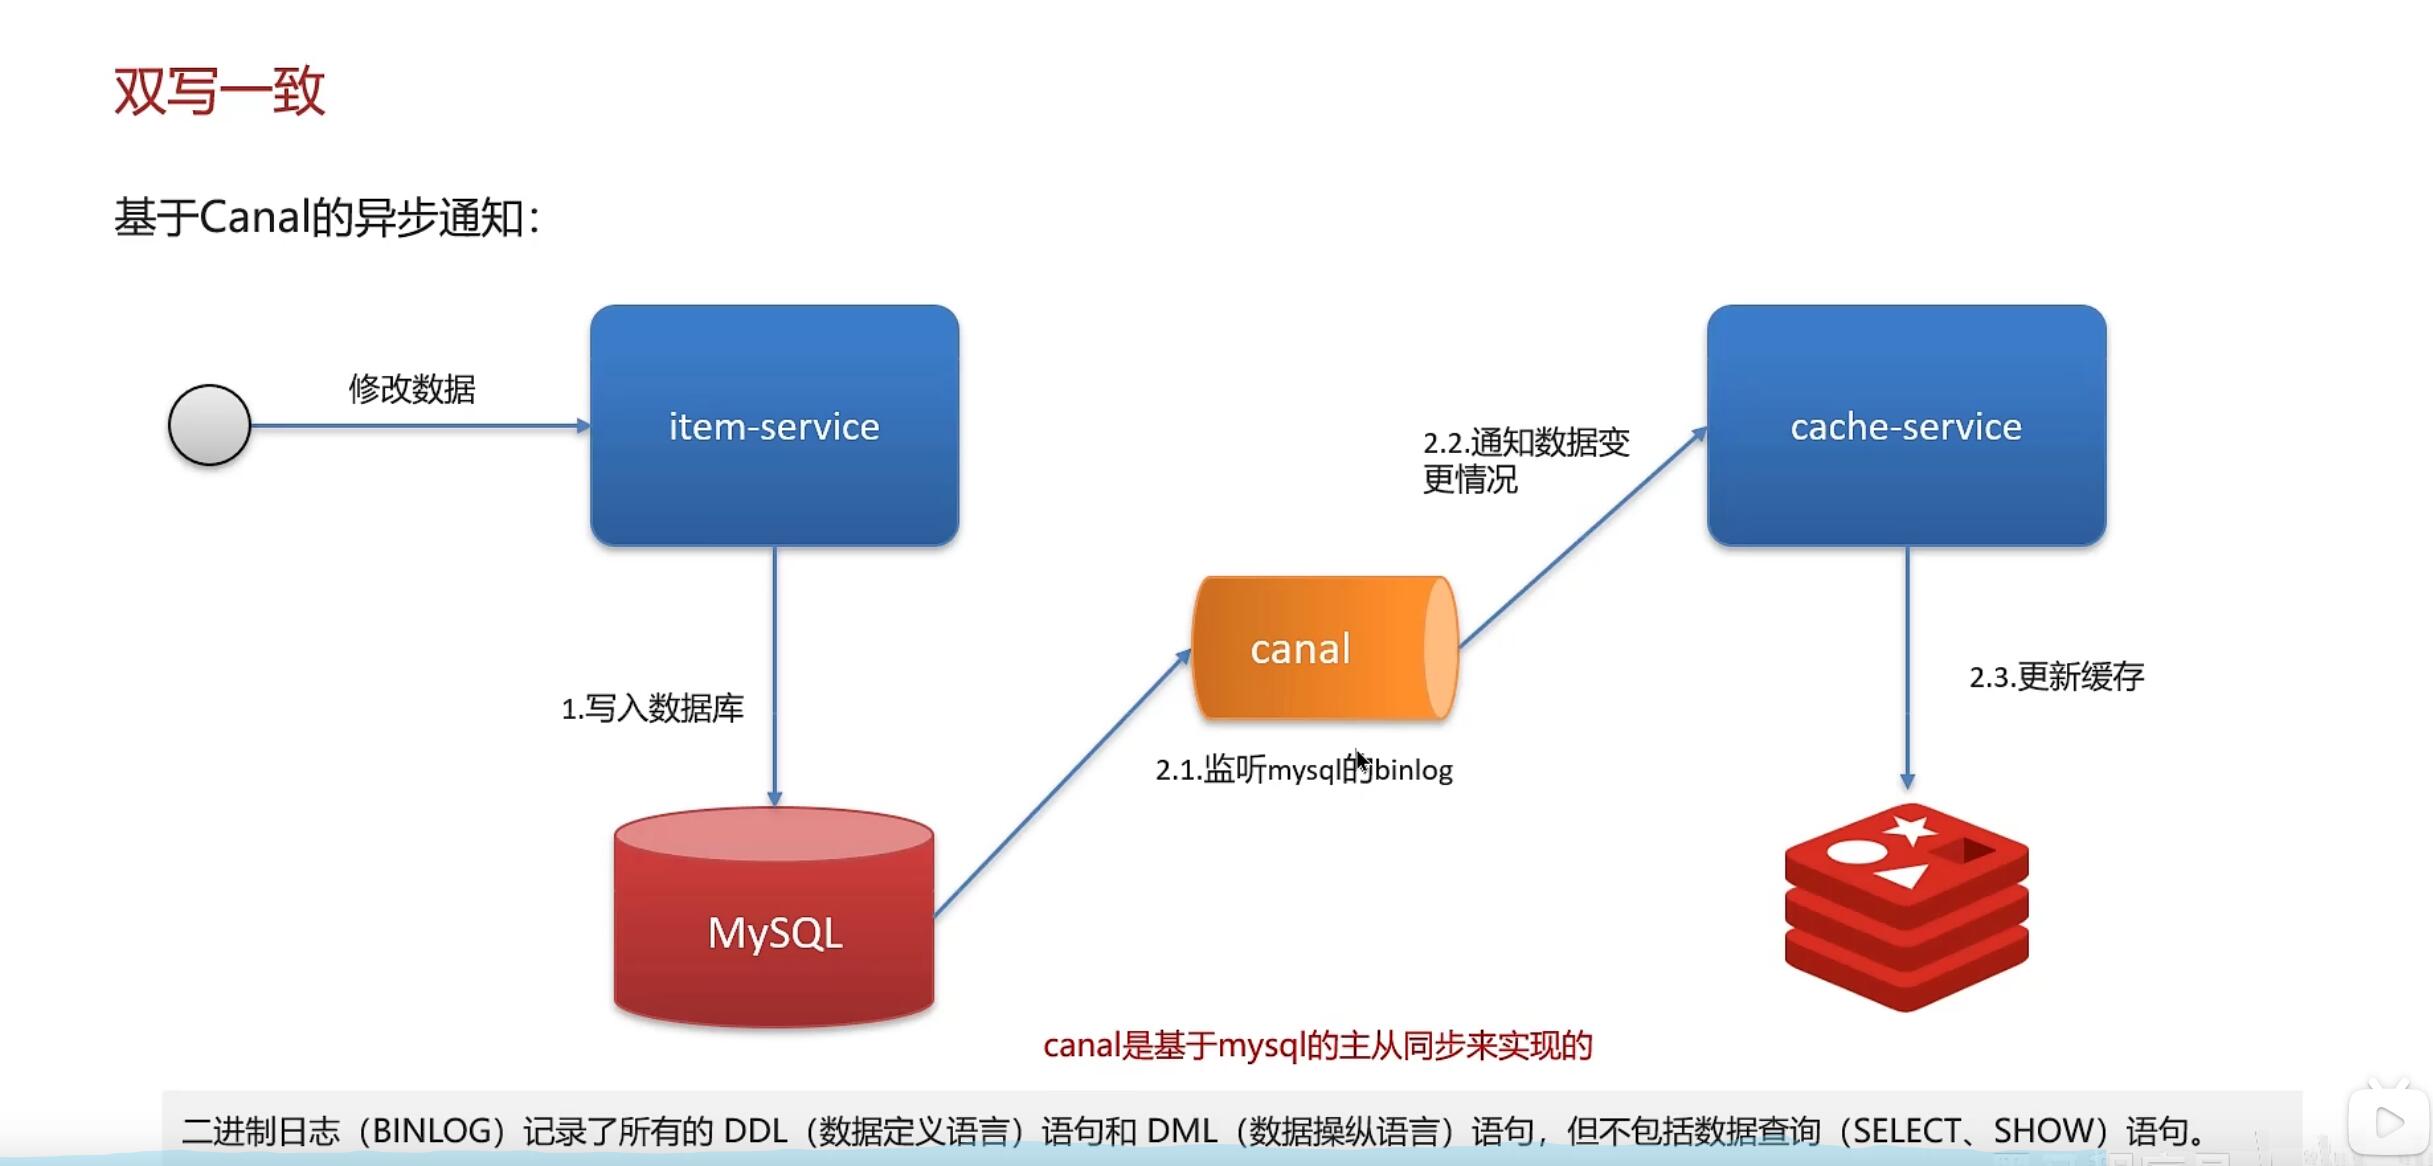 双写一致
基于Canal的异步通知：
修改数据
item-service
cache-service
2.2.通知数据变
更情况
canal
1.写入数据库
2.3.更新缓存
2.1.监听mysql的binlog
MySQL
canal是基于mysql的主从同步来实现的
二进制日志（BINLOG）记录了所有的 DDL（数据定义语言）语句和 DML（数据操纵语言）语句，但不包括数据查询（SELECT、SHOW）语句。